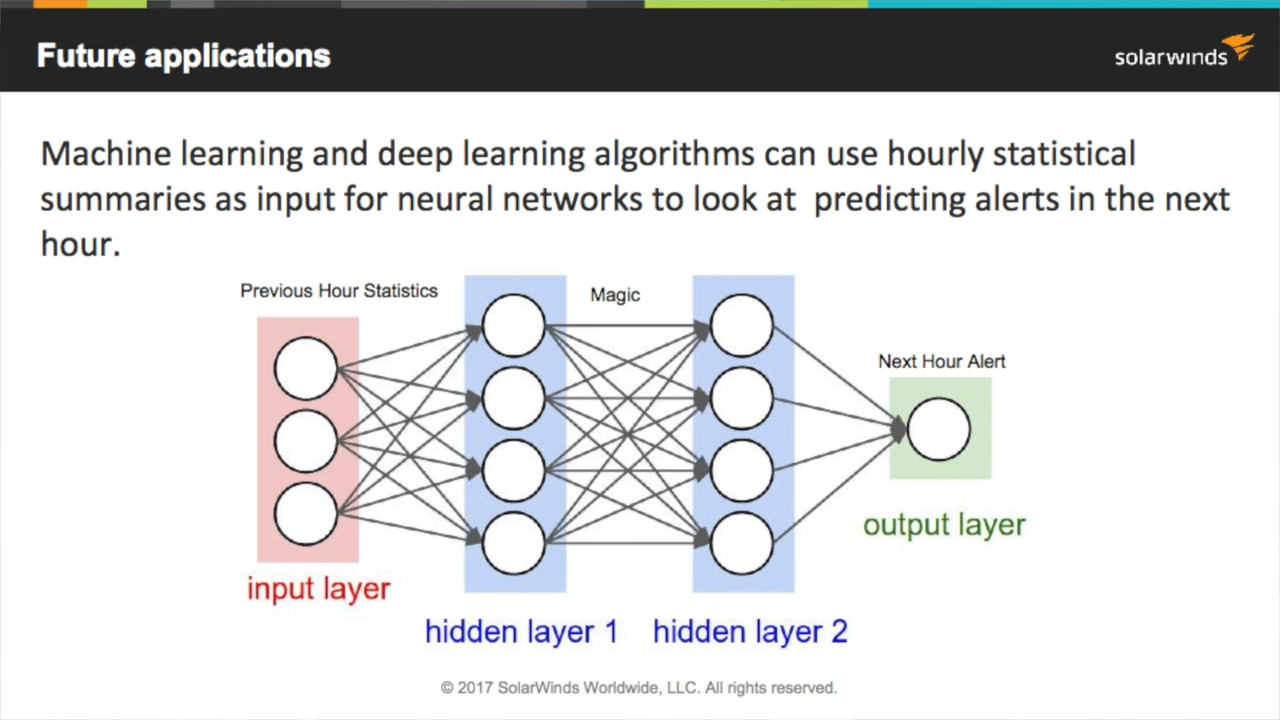 Future applications
solarwinds
Machine learning and deep learning algorithms can use hourly statistical
summaries as input for neural networks to look at  predicting alerts in the next
hour.
Previous Hour Statistics
Magic
Next Hour Alert
output layer
input layer
hidden layer 1
hidden layer 2
© 2017 SolarWinds Worldwide, LLC. All rights reserved.